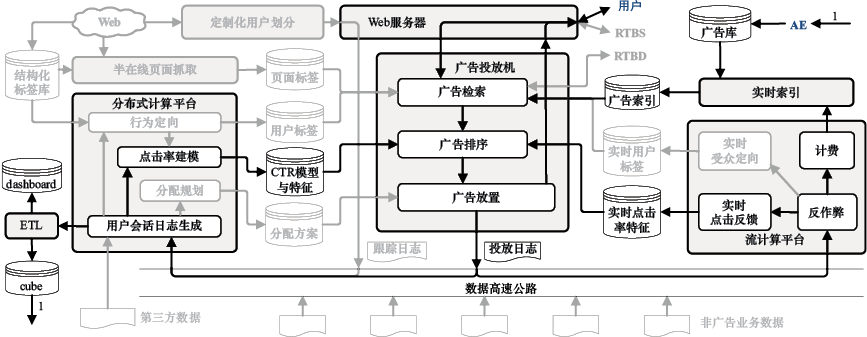 Web
定制化用户划分
Web服务器
用户
RTBS
RTBD
广告库
AE
1
结构化
标签库
半在线页面抓取
页面标签
广告投放机
广告检索
广告索引
实时索引
分布式计算平台
行为定向
用户标签
点击率建模
CTR模型
与特征
广告排序
实时用户
标签
实时
受众定向
计费
dashboard
分配规划
广告放置
ETL
用户会话日志生成
分配方案
实时点击
率特征
实时
点击反馈
反作弊
流计算平台
跟踪日志
投放日志
cube
1
数据高速公路
第三方数据
非广告业务数据